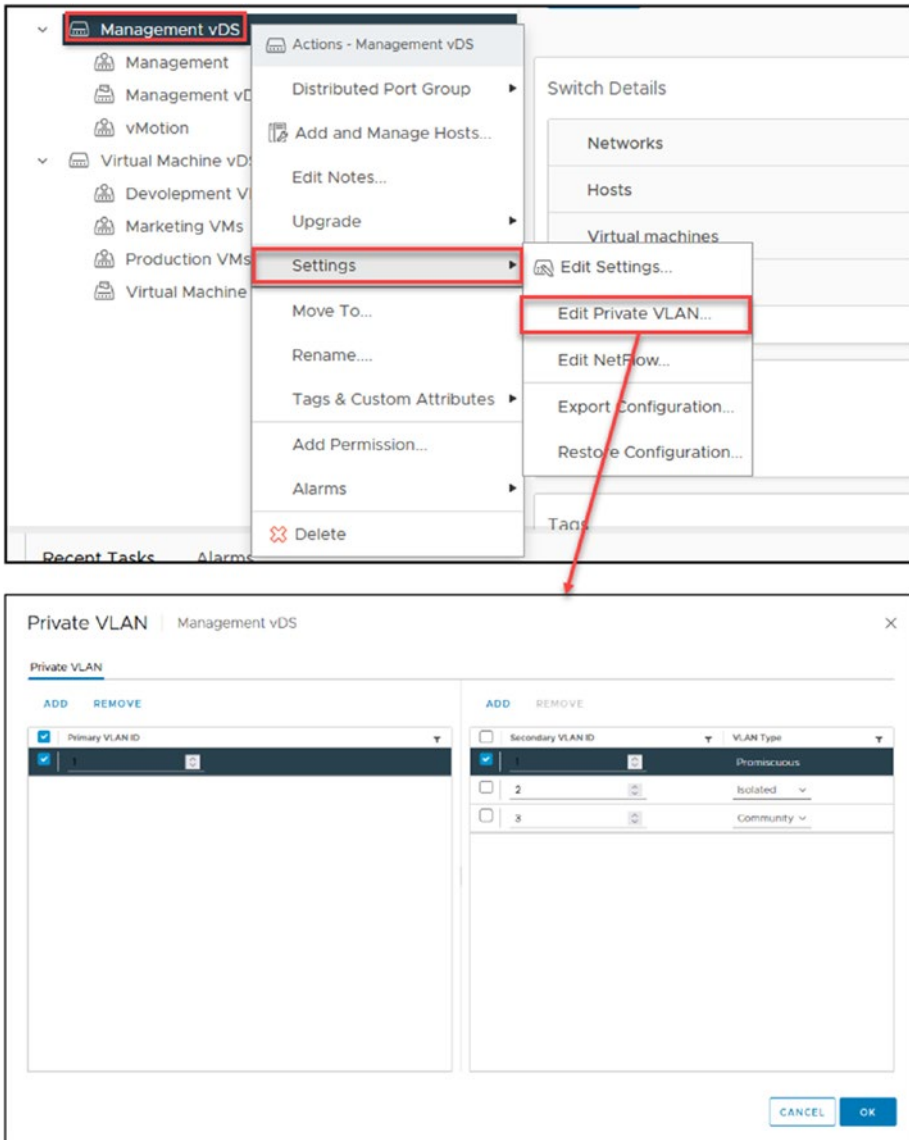 Management vDS
Management
Management vD
vMotion
Virtual Machine vD
Devolepment V
Marketing VMs
Production VMs
Virtual Machine
Actions - Management vDS
Distributed Port Group
Add and Manage Hosts...
Edit Notes...
Upgrade
Settings
Move To...
Rename....
Tags & Custom Attributes
Add Permission...
Alarms
Delete
Edit Settings...
Edit Private VLAN...
Edit NetFlow...
Export Configuration...
Restore Configuration...
Switch Details
Networks
Hosts
Virtual machines
Tags
Recent Tasks Alarms
Private VLAN Management vDS
Private VLAN
ADD REMOVE
Primary VLAN ID
1
ADD REMOVE
Secondary VLAN ID VLAN Type
1 Promiscuous
2 Isolated
3 Community
CANCEL OK